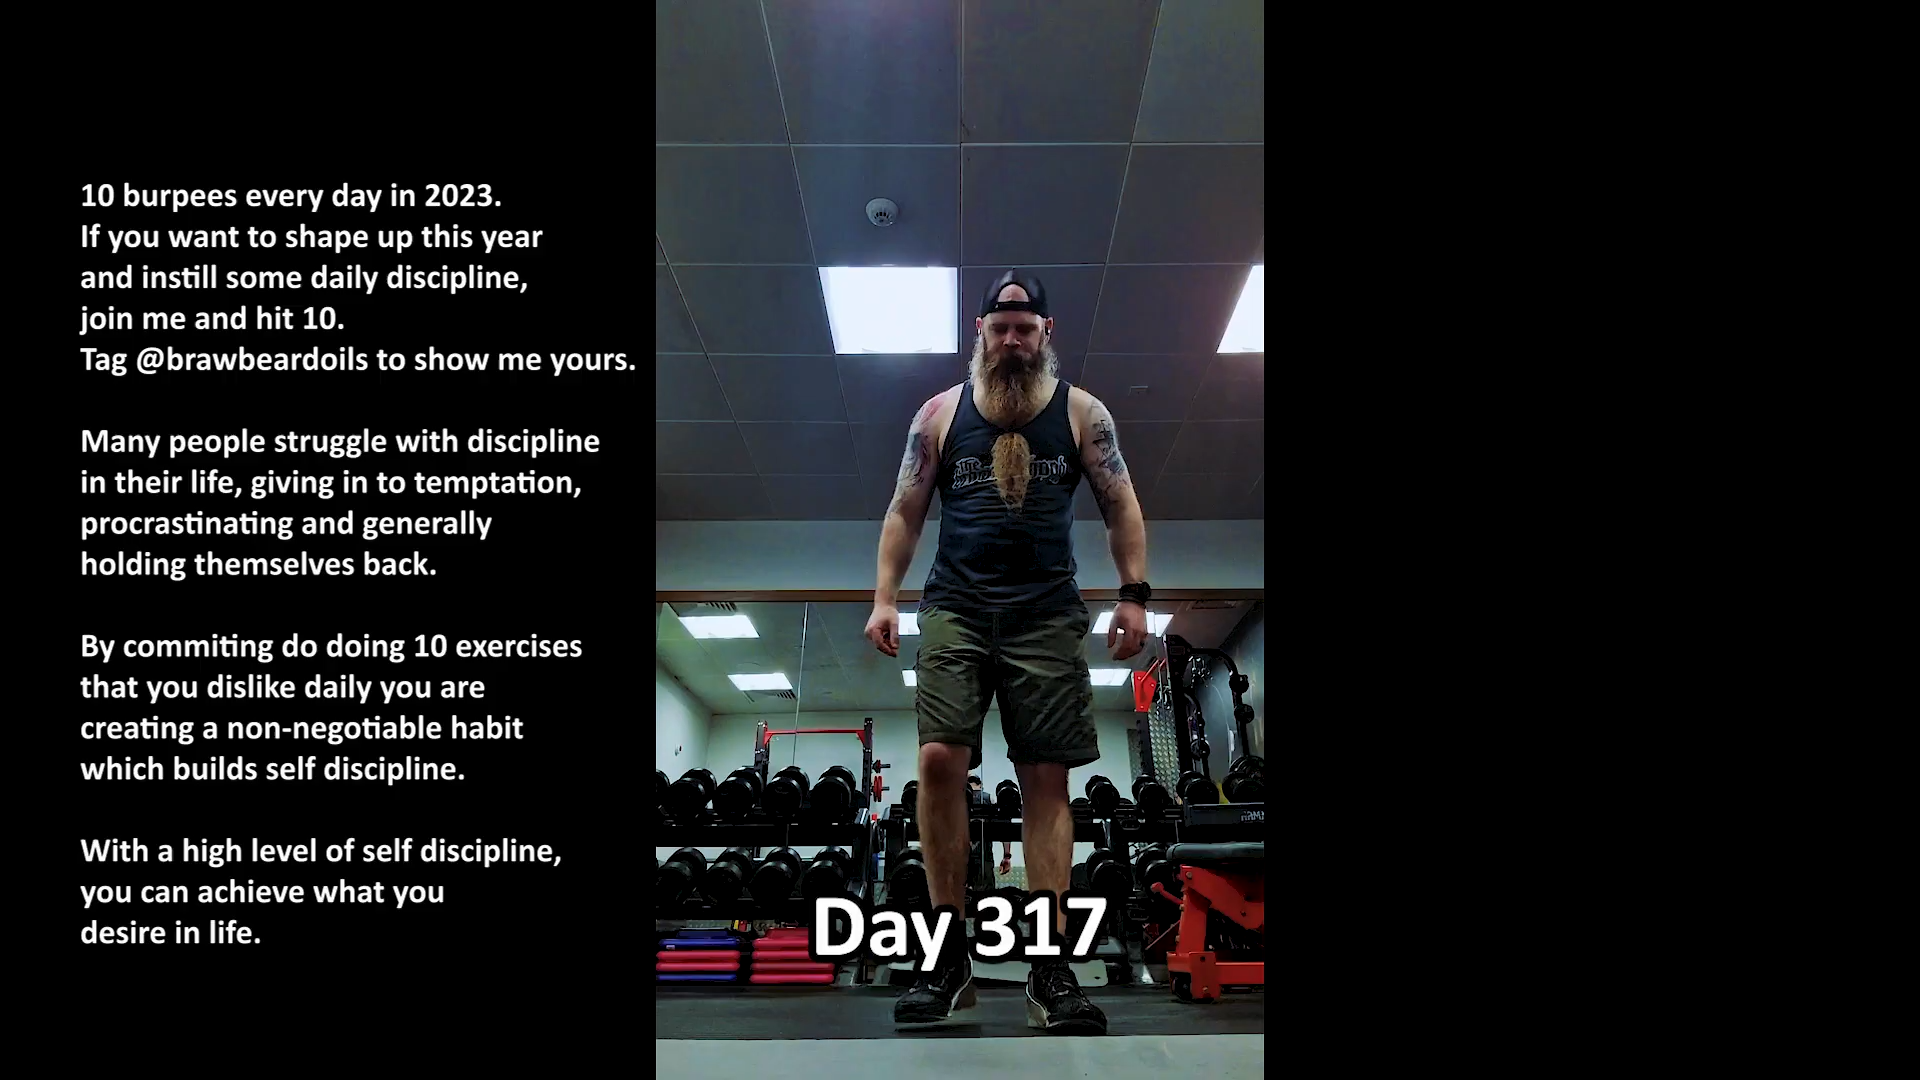 10 burpees every day in 2023.
If you want to shape up this year
and instill some daily discipline,
join me and hit 10.
Tag @brawbeardoils to show me yours.
Many people struggle with discipline
in their life, giving in to temptation,
procrastinating and generally
holding themselves back.
By commiting do doing 10 exercises
that you dislike daily you are
creating a non-negotiable habit
which builds self discipline.
With a high level of self discipline,
you can achieve what you
desire in life.
Day 317